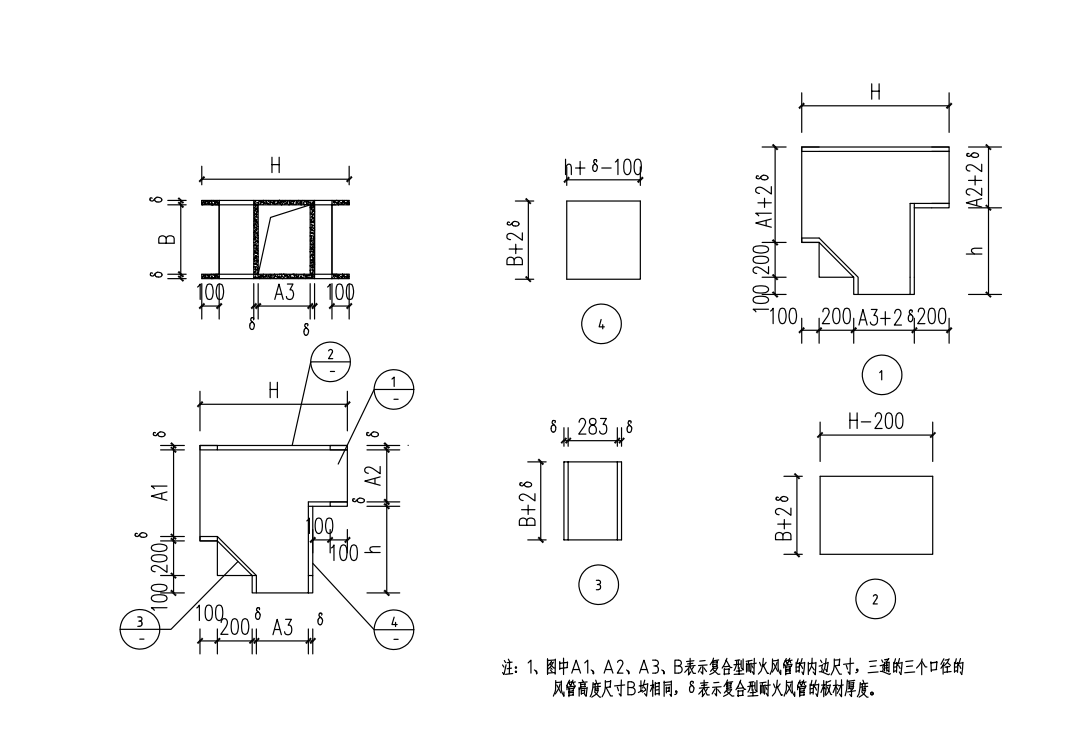 H
δ
B
δ
100
A3
100
δ
δ
h+δ-100
B+2δ
4
H
A1+2δ
A2+2δ
200
h
100
100
200
A3+2δ
200
1
2
-
1
-
H
δ
δ
A1
A2
δ
δ
100
200
100
h
100
100
200
δ
A3
δ
3
-
4
-
δ
283
δ
B+2δ
3
H-200
B+2δ
2
注：1、图中A1、A2、A3、B表示复合型耐火风管的内边尺寸，三通的三个口径的
风管高度尺寸B均相同，δ表示复合型耐火风管的板材厚度。